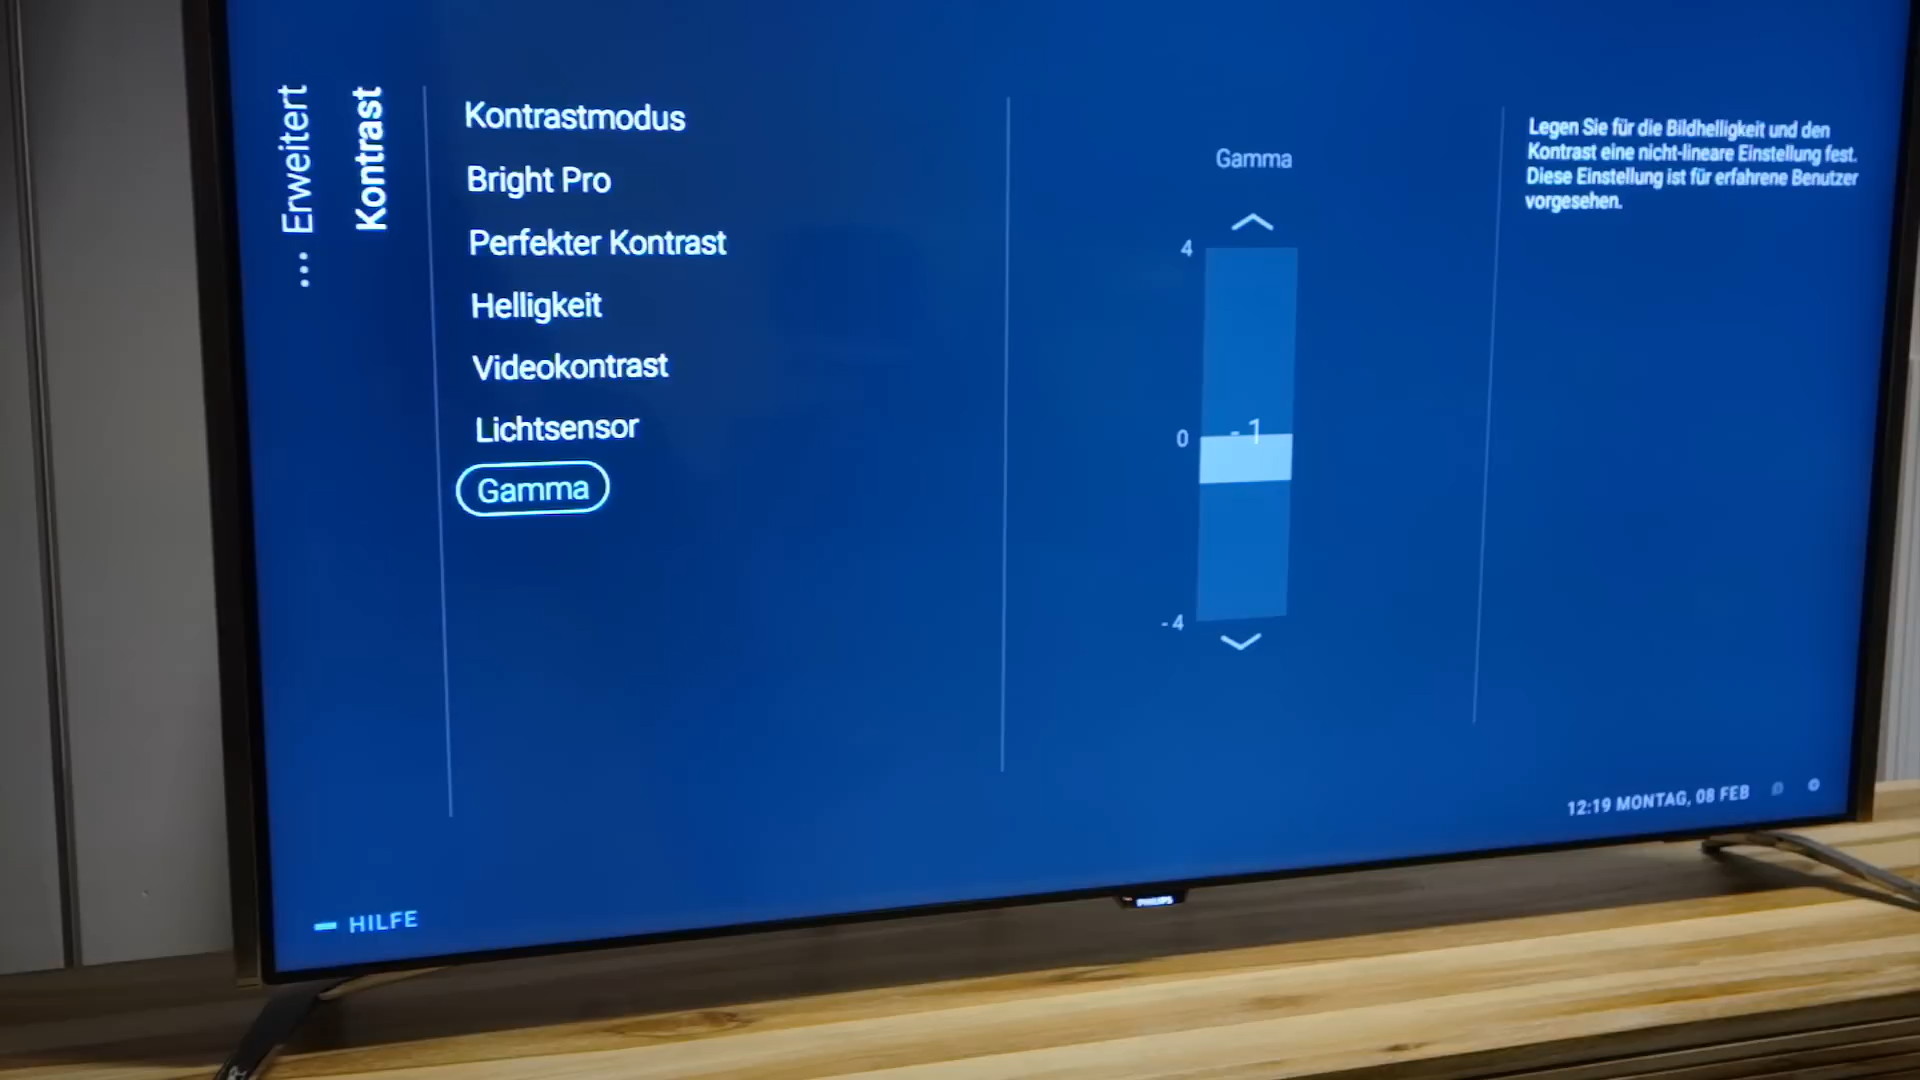 ... Erweitert
Kontrast
Kontrastmodus
Bright Pro
Perfekter Kontrast
Helligkeit
Videokontrast
Lichtsensor
Gamma
Gamma
4
0
-1
-4
Legen Sie für die Bildhelligkeit und den
Kontrast eine nicht-lineare Einstellung fest.
Diese Einstellung ist für erfahrene Benutzer
vorgesehen.
12:19 MONTAG, 08 FEB
HILFE
PHILIPS